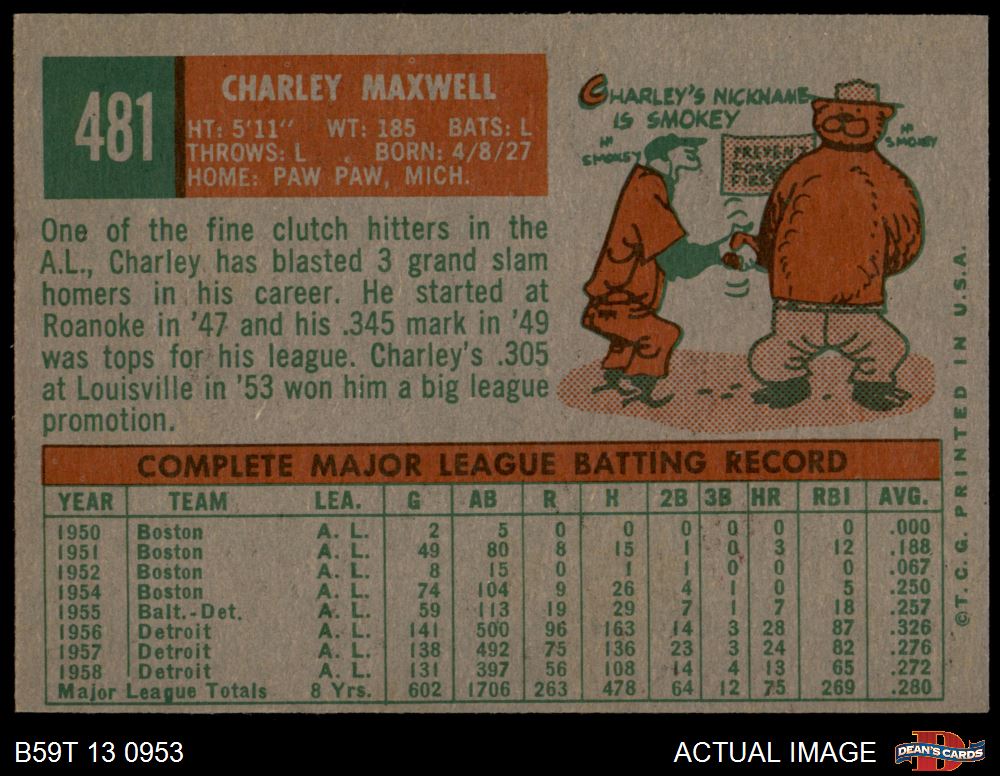 481
CHARLEY MAXWELL
HT: 5'11" WT: 185 BATS: L
THROWS: L BORN: 4/8/27
HOME: PAW PAW, MICH.
CHARLEY'S NICKNAME
IS SMOKEY
HI
SMOKEY
HI
SMOKEY
PREVENT
One of the fine clutch hitters in the
A.L., Charley has blasted 3 grand slam
homers in his career. He started at
Roanoke in '47 and his .345 mark in '49
was tops for his league. Charley's .305
at Louisville in '53 won him a big league
promotion.
COMPLETE MAJOR LEAGUE BATTING RECORD
YEAR TEAM LEA. G AB R H 2B 3B HR RBI AVG.
1950 Boston A. L. 2 5 0 0 0 0 0 0 .000
1951 Boston A. L. 49 80 8 15 1 0 3 12 .188
1952 Boston A. L. 8 15 0 1 1 0 0 0 .067
1954 Boston A. L. 74 104 9 26 4 1 0 5 .250
1955 Balt.-Det. A. L. 59 113 19 29 7 1 7 18 .257
1956 Detroit A. L. 141 500 96 163 14 3 28 87 .326
1957 Detroit A. L. 138 492 75 136 23 3 24 82 .276
1958 Detroit A. L. 131 397 56 108 14 4 13 65 .272
Major League Totals 8 Yrs. 602 1706 263 478 64 12 75 269 .280
©T. C. G. PRINTED IN U.S.A.
B59T 13 0953
ACTUAL IMAGE
DEAN'S CARDS